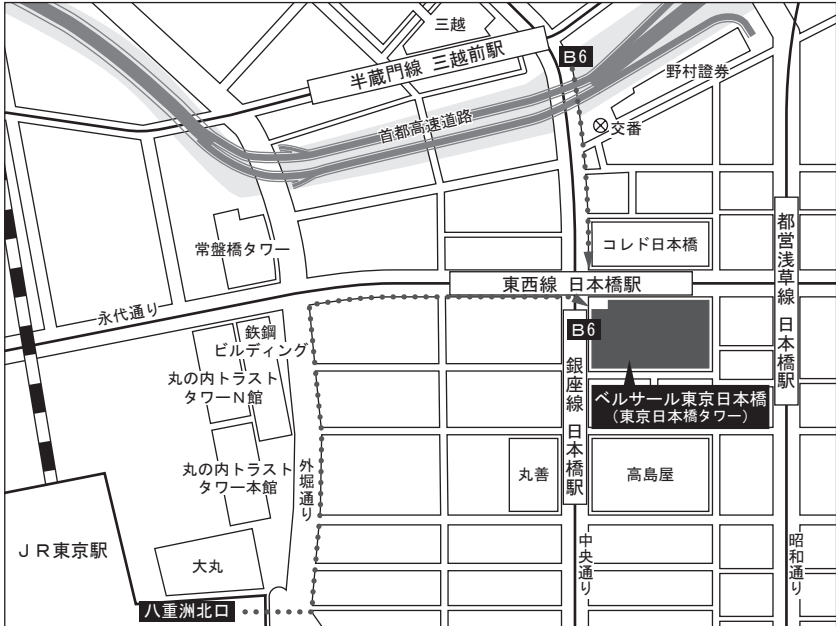 三越
半蔵門線 三越前駅
B6
野村證券
首都高速道路
交番
常盤橋タワー
コレド日本橋
都営浅草線 日本橋駅
東西線 日本橋駅
永代通り
鉄鋼
ビルディング
B6
丸の内トラスト
タワーN館
銀座線 日本橋駅
ベルサール東京日本橋
（東京日本橋タワー）
丸の内トラスト
タワー本館
外堀通り
丸善
高島屋
JR東京駅
大丸
中央通り
昭和通り
八重洲北口